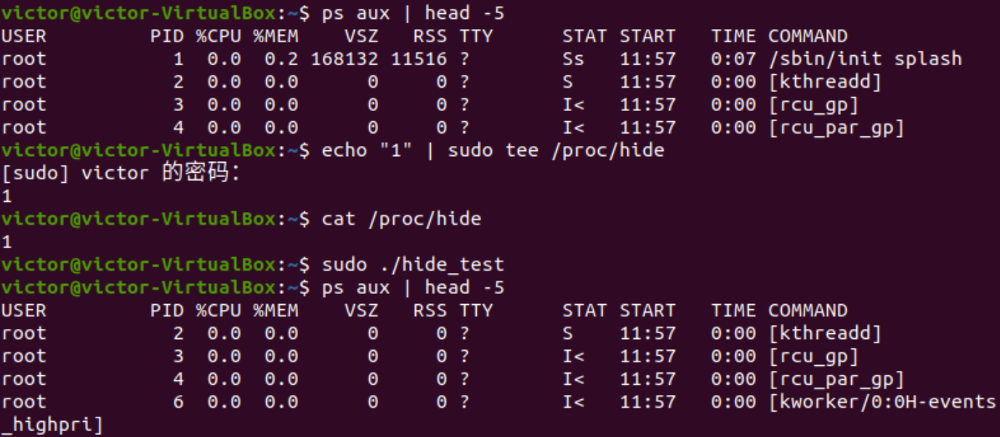 victor@victor-VirtualBox:~$ ps aux | head -5
USER         PID %CPU %MEM    VSZ   RSS TTY      STAT START   TIME COMMAND
root           1  0.0  0.2 168132 11516 ?        Ss   11:57   0:07 /sbin/init splash
root           2  0.0  0.0      0     0 ?        S    11:57   0:00 [kthreadd]
root           3  0.0  0.0      0     0 ?        I<   11:57   0:00 [rcu_gp]
root           4  0.0  0.0      0     0 ?        I<   11:57   0:00 [rcu_par_gp]
victor@victor-VirtualBox:~$ echo "1" | sudo tee /proc/hide
[sudo] victor 的密码：
1
victor@victor-VirtualBox:~$ cat /proc/hide
1
victor@victor-VirtualBox:~$ sudo ./hide_test
victor@victor-VirtualBox:~$ ps aux | head -5
USER         PID %CPU %MEM    VSZ   RSS TTY      STAT START   TIME COMMAND
root           2  0.0  0.0      0     0 ?        S    11:57   0:00 [kthreadd]
root           3  0.0  0.0      0     0 ?        I<   11:57   0:00 [rcu_gp]
root           4  0.0  0.0      0     0 ?        I<   11:57   0:00 [rcu_par_gp]
root           6  0.0  0.0      0     0 ?        I<   11:57   0:00 [kworker/0:0H-events
_highpri]